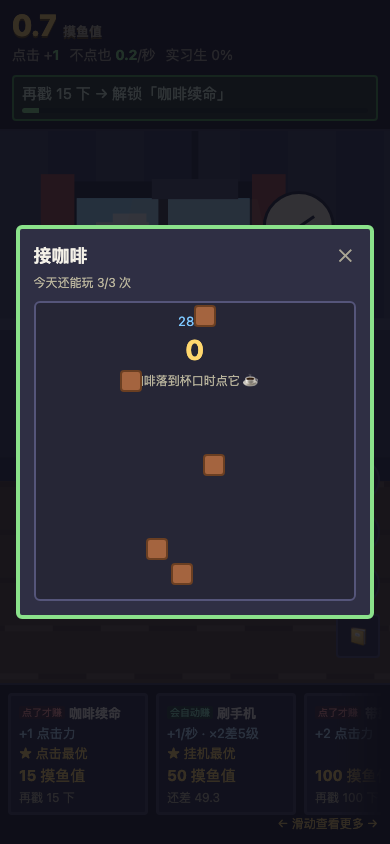 0.7 摸鱼值
点击 +1 不点也 0.2/秒 实习生 0%
再戳 15 下 → 解锁「咖啡续命」
接咖啡
今天还能玩 3/3 次
28
0
啡落到杯口时点它 ☕
点了才赚 咖啡续命
+1 点击力
★ 点击最优
15 摸鱼值
再戳 15 下
会自动赚 刷手机
+1/秒 · ×2差5级
★ 挂机最优
50 摸鱼值
还差 49.3
点了才赚
+2 点击力
100 摸鱼
再戳 100
← 滑动查看更多 →